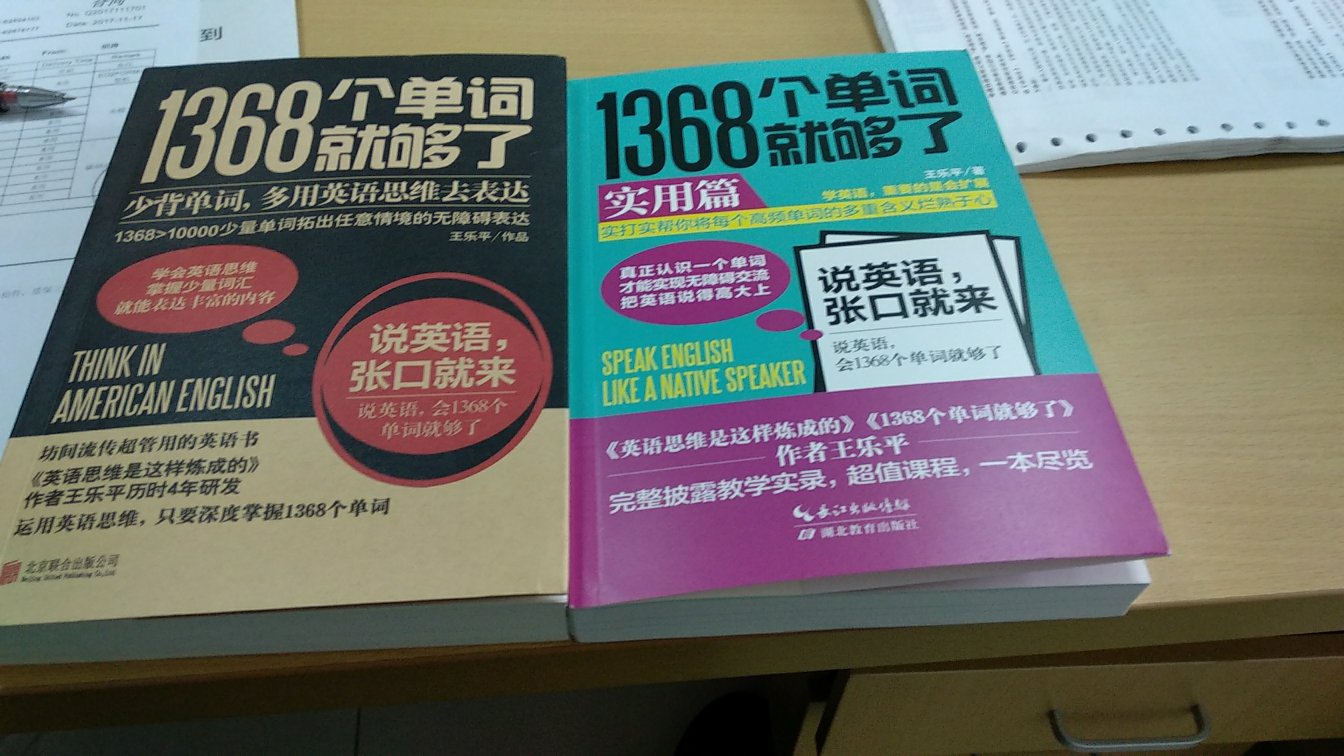 合同
No: Q2017111701
Date: 2017-11-17
到
1368个单词
就够了
少背单词，多用英语思维去表达
1368>10000少量单词拓出任意情境的无障碍表达
王乐平/作品
学会英语思维
掌握少量词汇
就能表达丰富的内容
THINK IN
AMERICAN ENGLISH
说英语，
张口就来
说英语，会1368个
单词就够了
坊间流传超管用的英语书
《英语思维是这样炼成的》
作者王乐平历时4年研发
运用英语思维，只要深度掌握1368个单词
北京联合出版公司
Beijing United Publishing Co.,Ltd.
1368个单词
就够了
王乐平/著
实用篇
学英语，重要的是会扩展
实打实帮你将每个高频单词的多重含义烂熟于心
真正认识一个单词
才能实现无障碍交流
把英语说得高大上
说英语，
张口就来
说英语，
会1368个单词就够了
SPEAK ENGLISH
LIKE A NATIVE SPEAKER
《英语思维是这样炼成的》《1368个单词就够了》
作者王乐平
完整披露教学实录，超值课程，一本尽览
长江出版传媒
湖北教育出版社